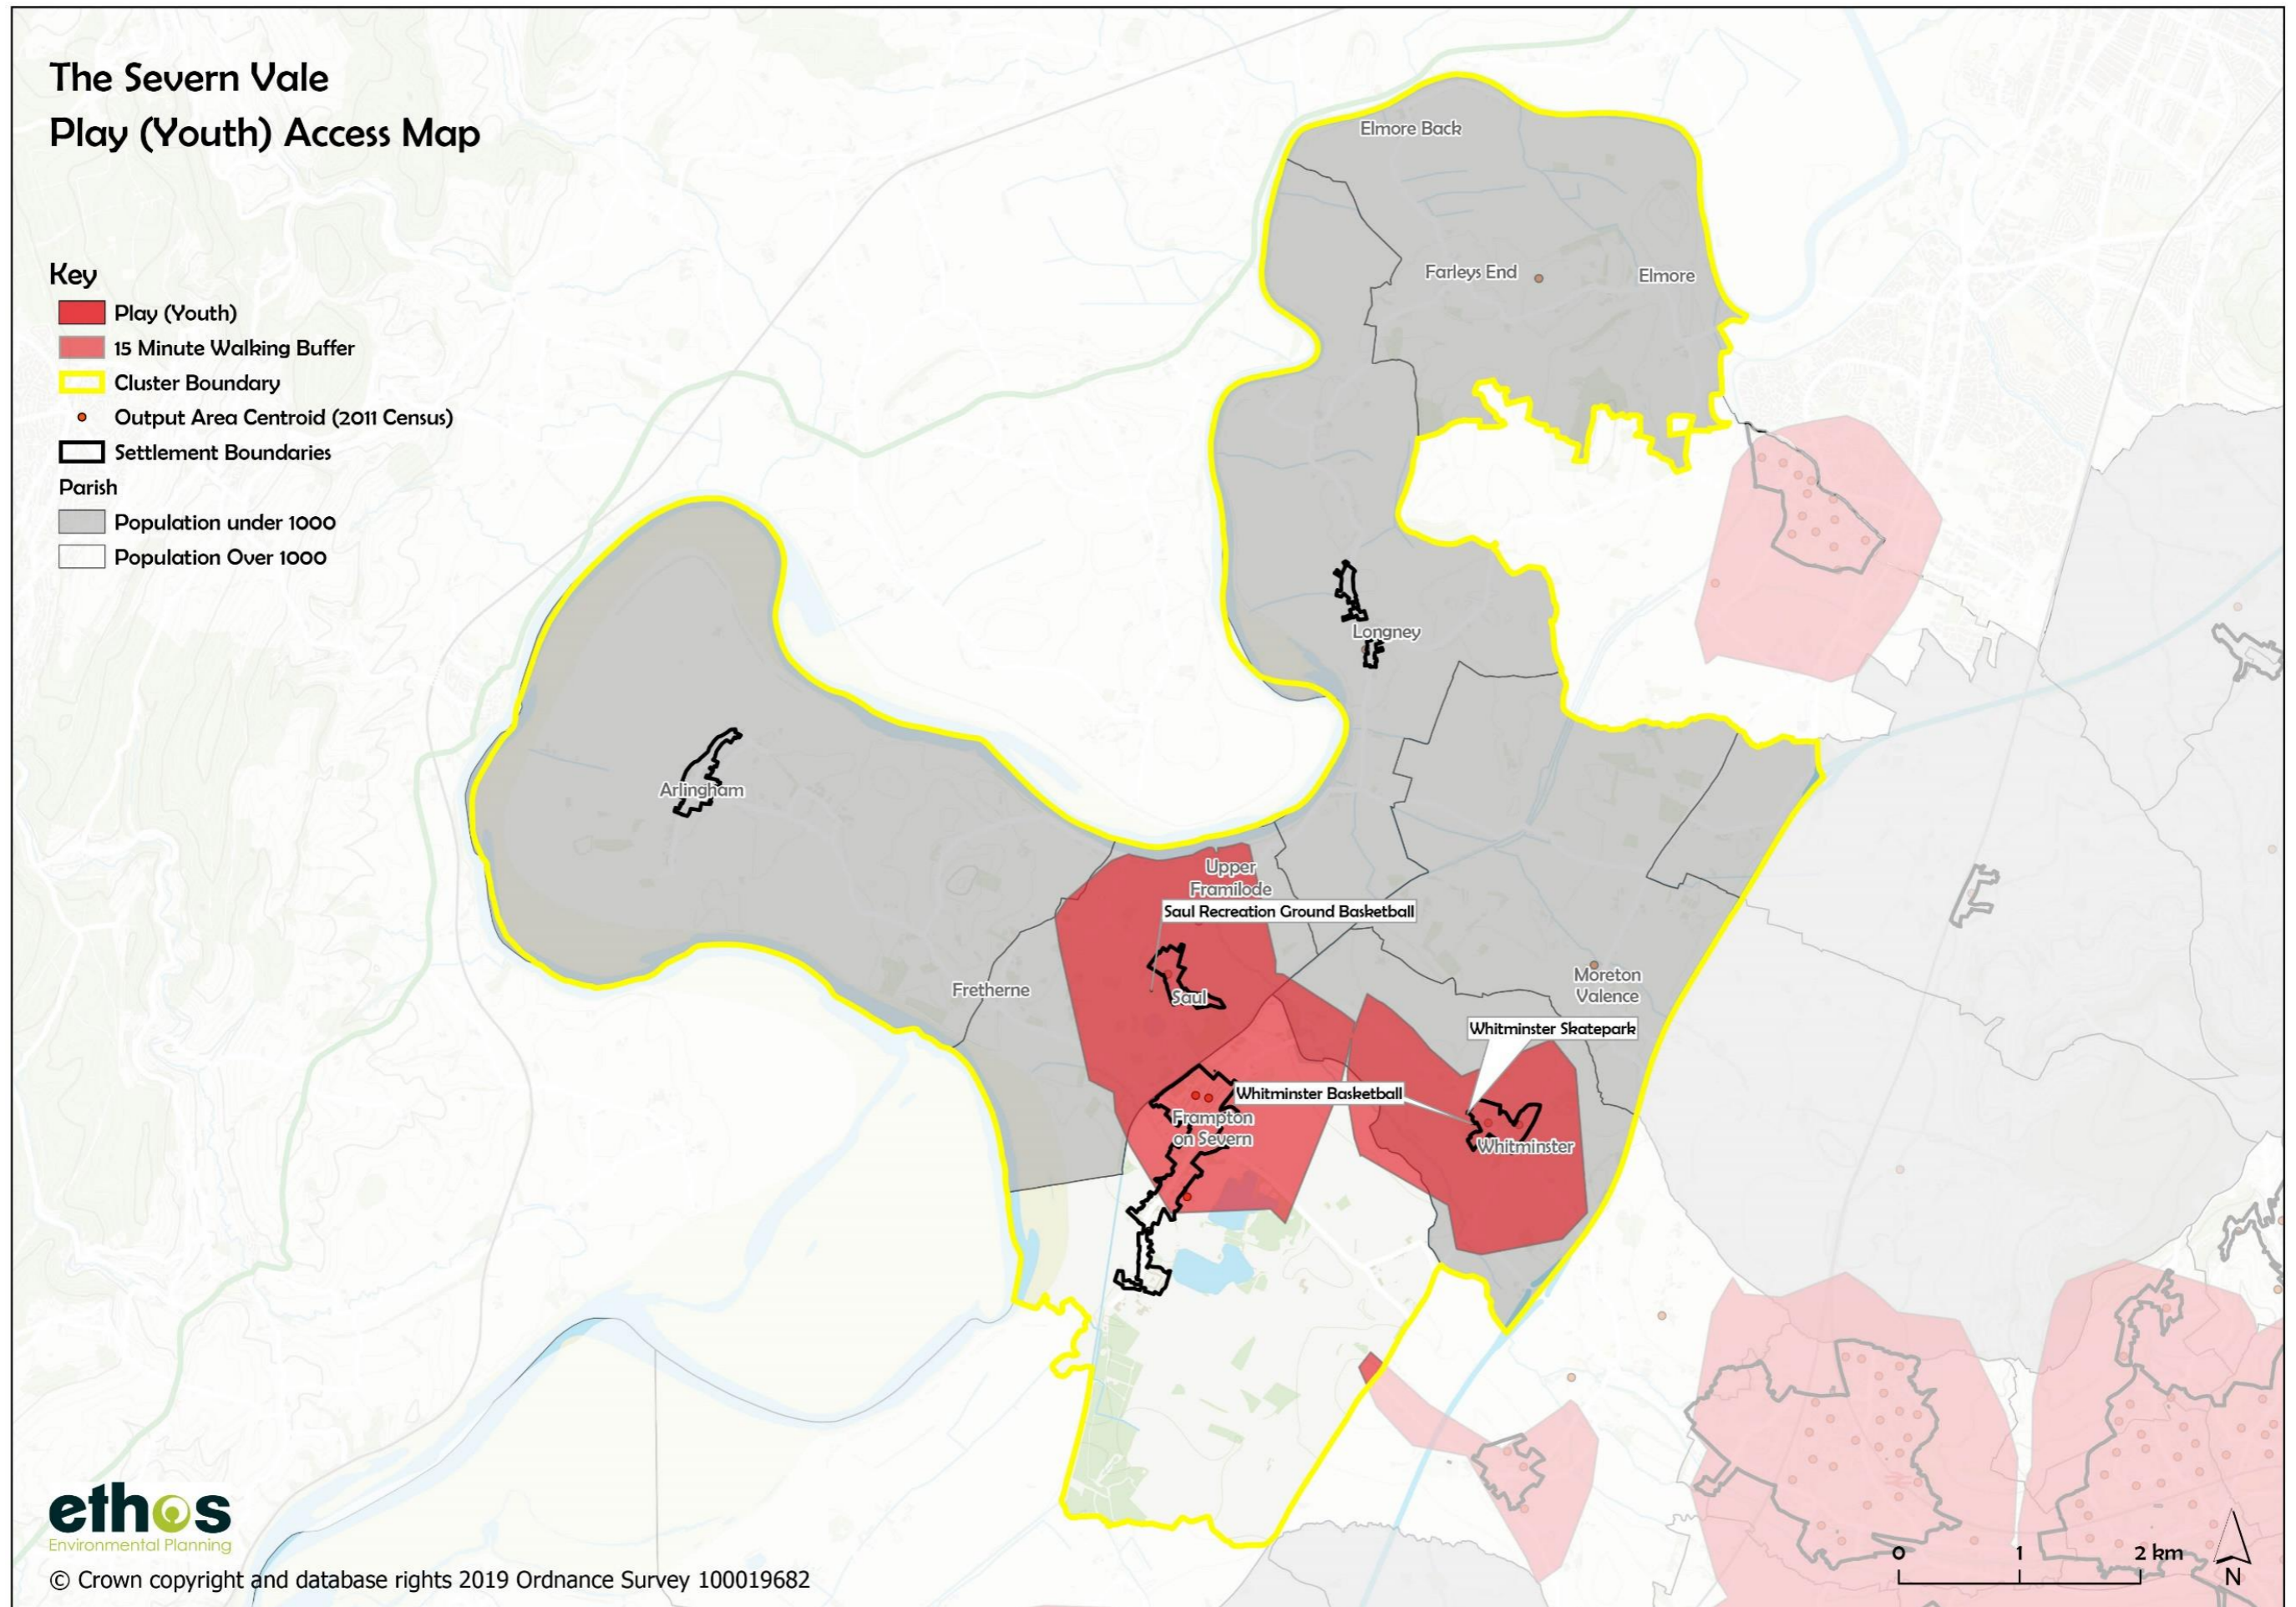 The Severn Vale
Play (Youth) Access Map
Key
Play (Youth)
15 Minute Walking Buffer
Cluster Boundary
Output Area Centroid (2011 Census)
Settlement Boundaries
Parish
Population under 1000
Population Over 1000
Elmore Back
Farleys End
Elmore
Longney
Arlingham
Upper
Framilode
Saul Recreation Ground Basketball
Saul
Fretherne
Moreton
Valence
Whitminster Skatepark
Whitminster Basketball
Frampton
on Severn
Whitminster
ethos
Environmental Planning
© Crown copyright and database rights 2019 Ordnance Survey 100019682
0 1 2 km
N